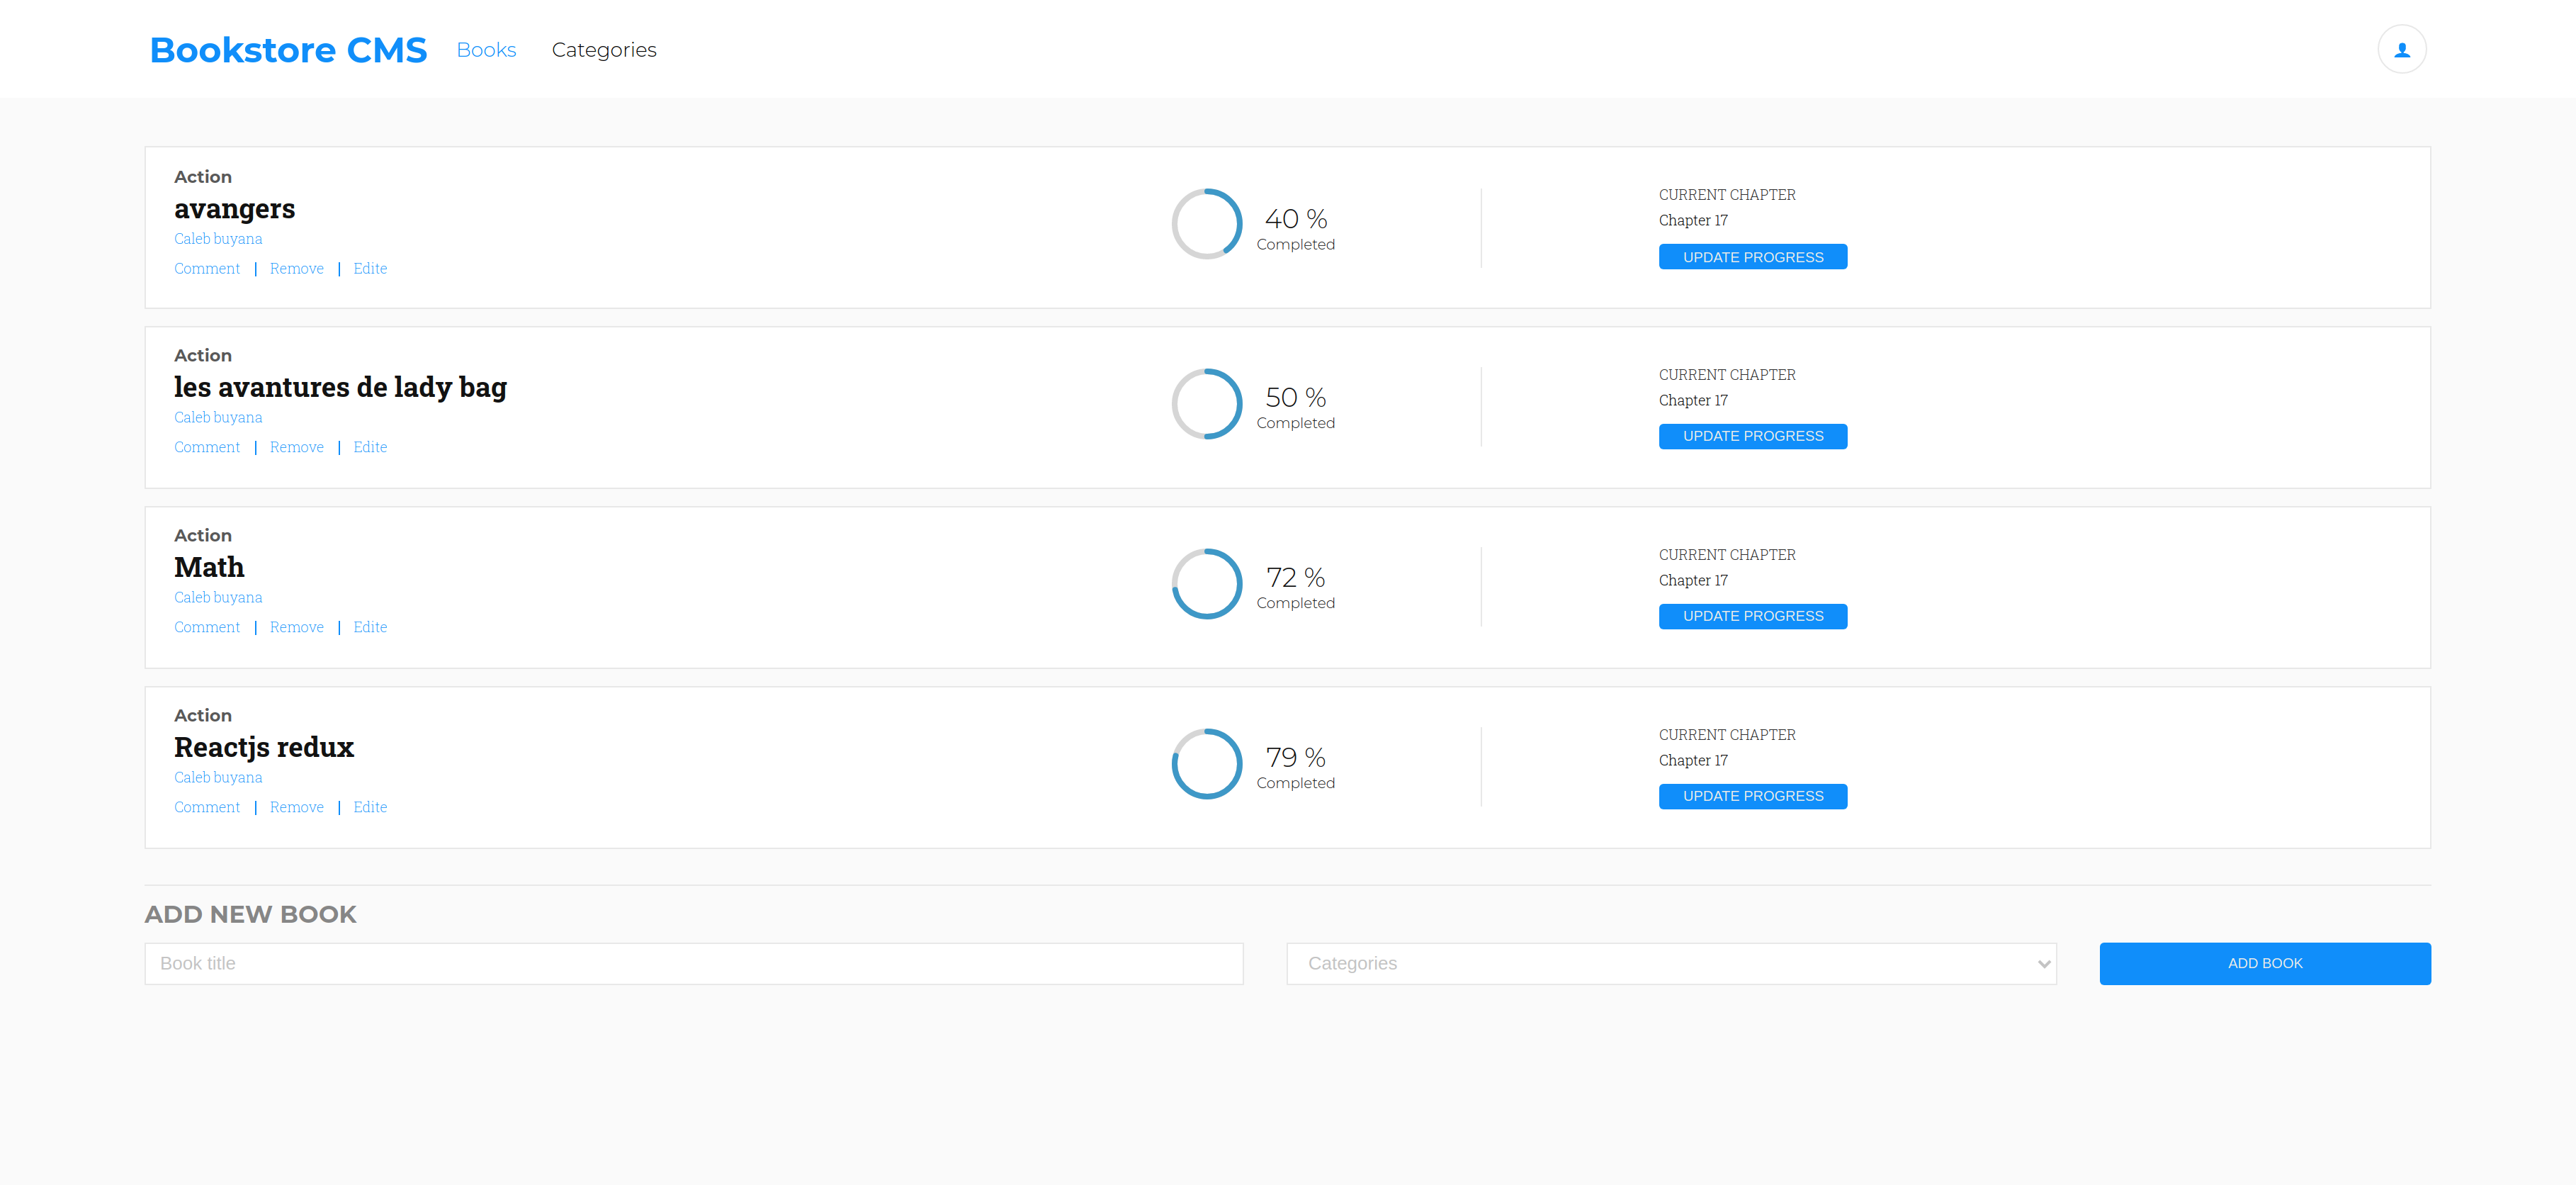 Bookstore CMS Books Categories
Action
avangers
Caleb buyana
Comment | Remove | Edite
40 %
Completed
CURRENT CHAPTER
Chapter 17
UPDATE PROGRESS
Action
les avantures de lady bag
Caleb buyana
Comment | Remove | Edite
50 %
Completed
CURRENT CHAPTER
Chapter 17
UPDATE PROGRESS
Action
Math
Caleb buyana
Comment | Remove | Edite
72 %
Completed
CURRENT CHAPTER
Chapter 17
UPDATE PROGRESS
Action
Reactjs redux
Caleb buyana
Comment | Remove | Edite
79 %
Completed
CURRENT CHAPTER
Chapter 17
UPDATE PROGRESS
ADD NEW BOOK
Book title
Categories
ADD BOOK